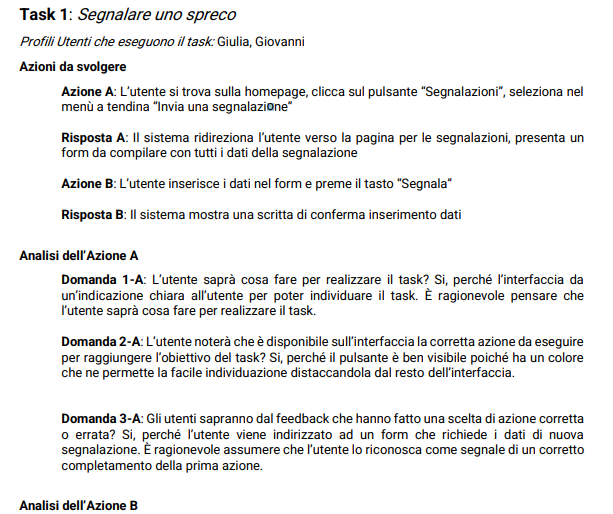 Task 1: Segnalare uno spreco
Profili Utenti che eseguono il task: Giulia, Giovanni
Azioni da svolgere
Azione A: L'utente si trova sulla homepage, clicca sul pulsante “Segnalazioni”, seleziona nel
menù a tendina “Invia una segnalazione”
Risposta A: Il sistema ridireziona l'utente verso la pagina per le segnalazioni, presenta un
form da compilare con tutti i dati della segnalazione
Azione B: L'utente inserisce i dati nel form e preme il tasto “Segnala”
Risposta B: Il sistema mostra una scritta di conferma inserimento dati
Analisi dell'Azione A
Domanda 1-A: L'utente saprà cosa fare per realizzare il task? Si, perché l'interfaccia da
un'indicazione chiara all'utente per poter individuare il task. È ragionevole pensare che
l'utente saprà cosa fare per realizzare il task.
Domanda 2-A: L'utente noterà che è disponibile sull'interfaccia la corretta azione da eseguire
per raggiungere l'obiettivo del task? Si, perché il pulsante è ben visibile poiché ha un colore
che ne permette la facile individuazione distaccandola dal resto dell'interfaccia.
Domanda 3-A: Gli utenti sapranno dal feedback che hanno fatto una scelta di azione corretta
o errata? Si, perché l'utente viene indirizzato ad un form che richiede i dati di nuova
segnalazione. È ragionevole assumere che l'utente lo riconosca come segnale di un corretto
completamento della prima azione.
Analisi dell'Azione B